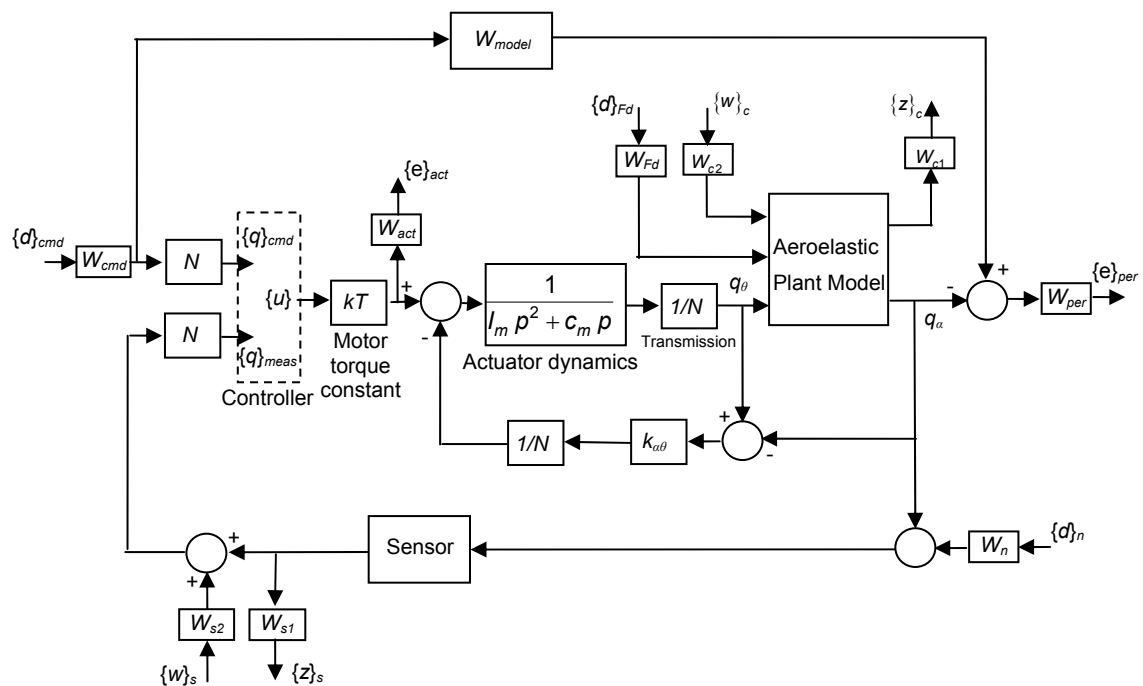 W_model
{d}_Fd
{w}_c
{z}_c
W_Fd
W_c2
W_c1
{e}_act
W_act
{d}_cmd
W_cmd
N
{q}_cmd
{u}
kT
+
-
1
I_m p^2 + c_m p
1/N
q_θ
Aeroelastic
Plant Model
+
-
q_α
W_per
{e}_per
N
{q}_meas
Controller
Motor
torque
constant
Actuator dynamics
Transmission
1/N
k_αθ
+
-
Sensor
W_n
{d}_n
+
+
W_s2
W_s1
{w}_s
{z}_s